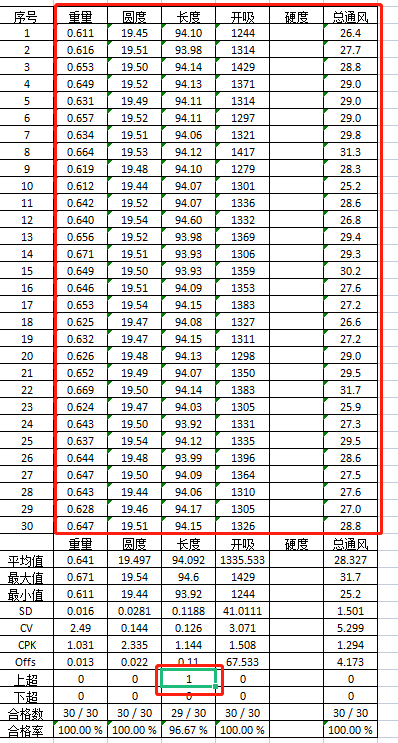 序号 重量 圆度 长度 开吸 硬度 总通风
1 0.611 19.45 94.10 1244 26.4
2 0.616 19.51 93.98 1314 27.7
3 0.653 19.50 94.14 1429 28.8
4 0.649 19.52 94.13 1371 29.0
5 0.631 19.49 94.11 1314 29.0
6 0.657 19.52 94.11 1297 29.0
7 0.634 19.51 94.06 1321 29.8
8 0.664 19.53 94.12 1417 31.3
9 0.619 19.48 94.10 1279 28.3
10 0.612 19.44 94.07 1301 25.2
11 0.642 19.52 94.07 1336 28.6
12 0.640 19.54 94.60 1332 26.8
13 0.656 19.52 93.98 1369 29.4
14 0.671 19.51 93.93 1306 29.3
15 0.649 19.50 93.93 1359 30.2
16 0.646 19.51 94.09 1353 27.6
17 0.653 19.54 94.15 1383 27.2
18 0.625 19.47 94.08 1327 26.6
19 0.632 19.47 94.15 1311 27.2
20 0.626 19.48 94.13 1298 29.0
21 0.652 19.49 94.07 1350 29.5
22 0.669 19.50 94.14 1383 31.7
23 0.624 19.47 94.03 1305 25.9
24 0.643 19.50 93.92 1331 27.3
25 0.637 19.54 94.12 1335 29.5
26 0.644 19.48 93.99 1396 28.6
27 0.647 19.50 94.09 1364 27.5
28 0.643 19.44 94.06 1310 27.6
29 0.628 19.46 94.17 1305 27.0
30 0.647 19.51 94.15 1326 28.8
重量 圆度 长度 开吸 硬度 总通风
平均值 0.641 19.497 94.092 1335.533 28.327
最大值 0.671 19.54 94.6 1429 31.7
最小值 0.611 19.44 93.92 1244 25.2
SD 0.016 0.0281 0.1188 41.0111 1.501
CV 2.49 0.144 0.126 3.071 5.299
CPK 1.031 2.335 1.144 1.508 1.294
Offs 0.013 0.022 0.11 67.533 4.173
上超 0 0 1 0 0
下超 0 0 0 0 0
合格数 30 / 30 30 / 30 29 / 30 30 / 30 30 / 30
合格率 100.00 % 100.00 % 96.67 % 100.00 % 100.00 %